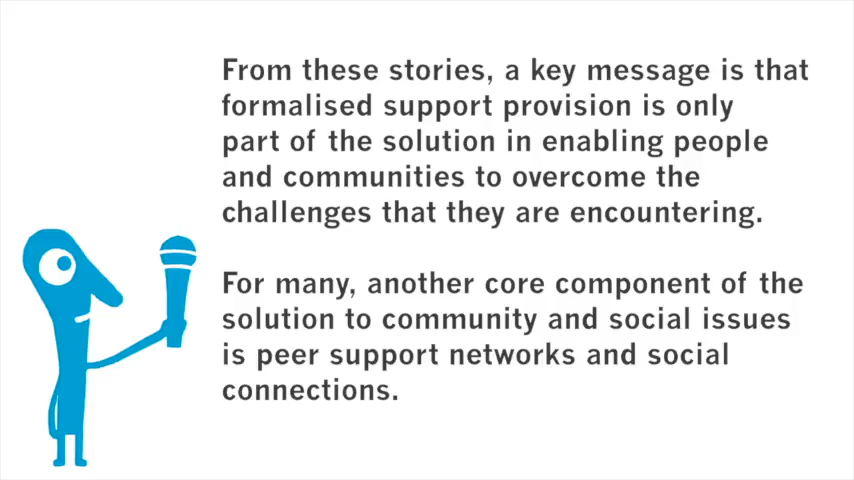 From these stories, a key message is that
formalised support provision is only
part of the solution in enabling people
and communities to overcome the
challenges that they are encountering.
For many, another core component of the
solution to community and social issues
is peer support networks and social
connections.